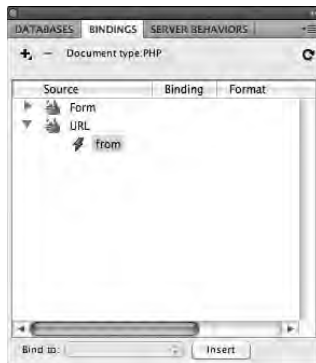 DATABASES BINDINGS SERVER BEHAVIORS
Document type:PHP
Source Binding Format
Form
URL
from
Bind to: Insert